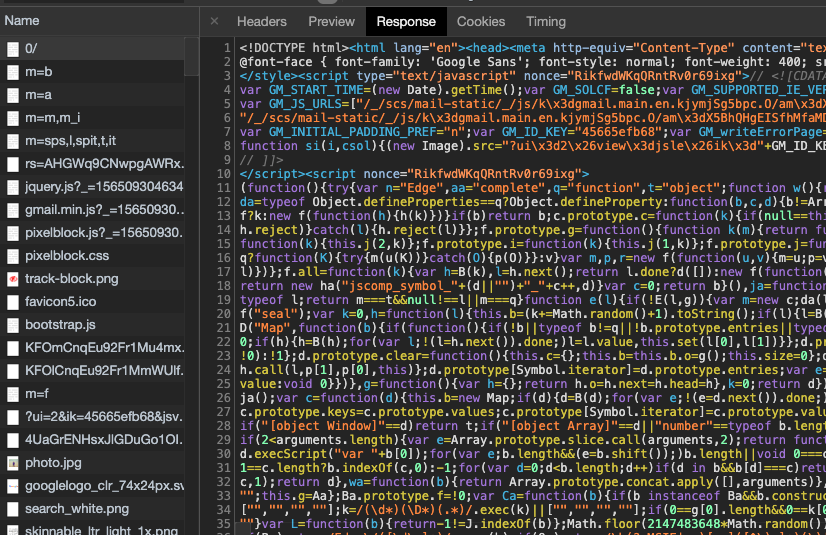 Name
0/
m=b
m=a
m=m,m_i
m=sps,l,spit,t,it
rs=AHGWq9CNwpgAWRx.
jquery.js?_=156509304634
gmail.min.js?_=15650930..
pixelblock.js?_=15650930.
pixelblock.css
track-block.png
favicon5.ico
bootstrap.js
KFOmCnqEu92Fr1Mu4mx.
KFOlCnqEu92Fr1MmWUlf.
m=f
?ui=2&ik=45665efb68&jsv.
4UaGrENHsxJlGDuGo1OI.
photo.jpg
googlelogo_clr_74x24px.sv
search_white.png
skinnable_ltr_light_1x.png
× Headers Preview Response Cookies Timing
1 <!DOCTYPE html><html lang="en"><head><meta http-equiv="Content-Type" content="tex
2 @font-face { font-family: 'Google Sans'; font-style: normal; font-weight: 400; sr
3 </style><script type="text/javascript" nonce="RikfwdWKqQRntRv0r69ixg">// <![CDATA
4 var GM_START_TIME=(new Date).getTime();var GM_SOLCF=false;var GM_SUPPORTED_IE_VER
5 var GM_JS_URLS=["/_/scs/mail-static/_/js/k\x3dgmail.main.en.kjymjSg5bpc.O/am\x3dX
6 "/_/scs/mail-static/_/js/k\x3dgmail.main.en.kjymjSg5bpc.O/am\x3dX5BhQHgEISfhMfaMD
7 var GM_INITIAL_PADDING_PREF="n";var GM_ID_KEY="45665efb68";var GM_writeErrorPage=
8 function si(i,csol){(new Image).src="?ui\x3d2\x26view\x3djsle\x26ik\x3d"+GM_ID_KE
9 // ]]>
10 </script><script nonce="RikfwdWKqQRntRv0r69ixg">
11 (function(){try{var n="Edge",aa="complete",q="function",t="object";function w(){r
12 da=typeof Object.defineProperties==q?Object.defineProperty:function(b,c,d){b!=Arr
13 f?k:new f(function(h){h(k)})}if(b)return b;c.prototype.c=function(k){if(null==thi
14 h.reject)}catch(l){h.reject(l)}};f.prototype.g=function(){function k(m){return fu
15 function(k){this.j(2,k)};f.prototype.i=function(k){this.j(1,k)};f.prototype.j=fun
16 q?function(K){try{m(u(K))}catch(O){p(O)}}:v}var m,p,r=new f(function(u,v){m=u;p=v
17 l)})};f.all=function(k){var h=B(k),l=h.next();return l.done?d([]):new f(function(
18 return new ha("jscomp_symbol_"+(d||"")+"_"+c++,d)}var c=0;return b}(),ja=function
19 typeof l;return m===t&&null!==l||m===q}function e(l){if(!E(l,g)){var m=new c;da(l
20 f("seal");var k=0,h=function(l){this.b=(k+=Math.random()+1).toString();if(l){l=B(
21 D("Map",function(b){if(function(){if(!b||typeof b!=q||!b.prototype.entries||typeo
22 0;if(h){h=B(h);for(var l;!(l=h.next()).done;)l=l.value,this.set(l[0],l[1])}};d.pr
23 !0):!1};d.prototype.clear=function(){this.c={};this.b=this.b.o=g();this.size=0};d
24 h.call(l,p[1],p[0],this)};d.prototype[Symbol.iterator]=d.prototype.entries;var e=
25 value:void 0}})},g=function(){var h={};return h.o=h.next=h.head=h},k=0;return d})
26 ja();var c=function(d){this.b=new Map;if(d){d=B(d);for(var e;!(e=d.next()).done;)
27 c.prototype.keys=c.prototype.values;c.prototype[Symbol.iterator]=c.prototype.valu
28 if("[object Window]"==d)return t;if("[object Array]"==d||"number"==typeof b.lengt
29 if(2<arguments.length){var e=Array.prototype.slice.call(arguments,2);return funct
30 d.execScript("var "+b[0]);for(var e;b.length&&(e=b.shift());)b.length||void 0===c
31 1==c.length?b.indexOf(c,0):-1;for(var d=0;d<b.length;d++)if(d in b&&b[d]===c)retu
32 c,1);return d},wa=function(b){return Array.prototype.concat.apply([],arguments)},
33 "";this.g=Aa};Ba.prototype.f=!0;var Ca=function(b){if(b instanceof Ba&&b.construc
34 ["","","",""];k=/(\d*)(\D*)(.*)/.exec(k)||["","","",""];if(0==g[0].length&&0==k[0
35 ""}var L=function(b){return-1!=J.indexOf(b)};Math.floor(2147483648*Math.random())
36